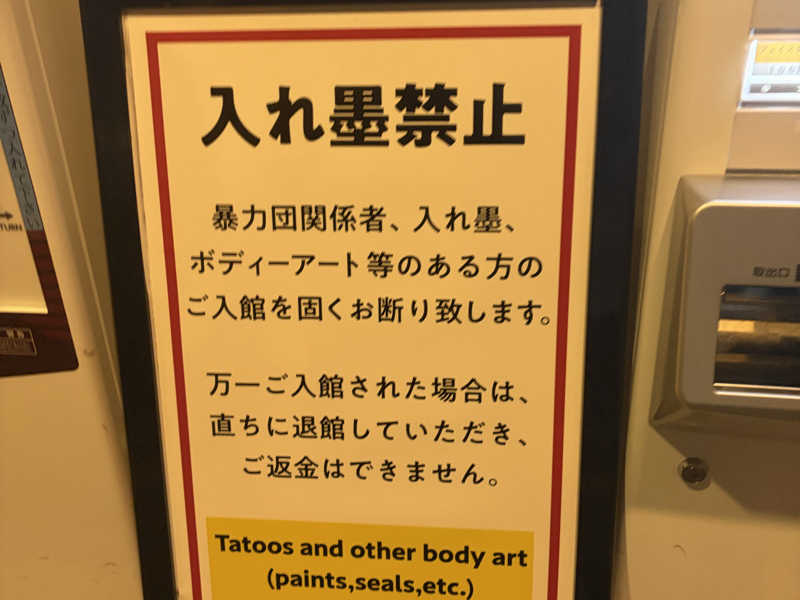 入れ墨禁止
暴力団関係者、入れ墨、
ボディーアート等のある方の
ご入館を固くお断り致します。
万一ご入館された場合は、
直ちに退館していただき、
ご返金はできません。
Tatoos and other body art
(paints,seals,etc.)
取出口
TURN